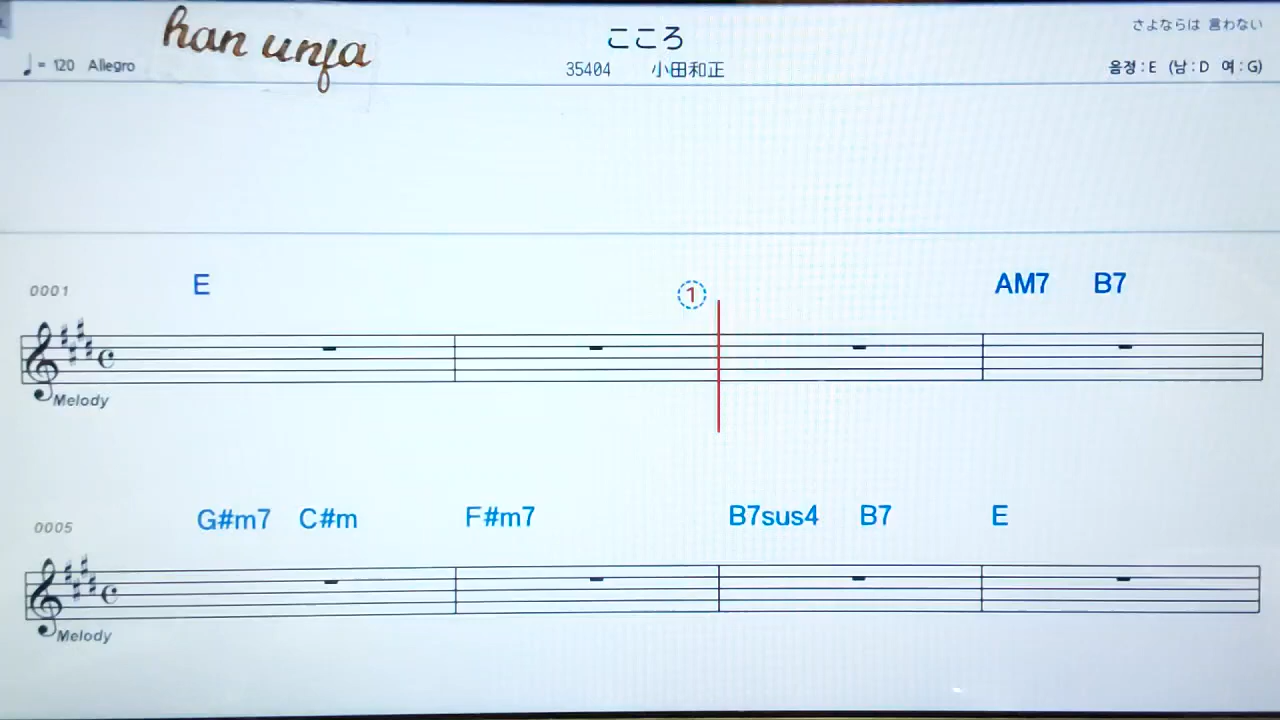 han unfa
こころ
さよならは 言わない
♩= 120 Allegro
35404 小田和正
음정:E (남:D 여:G)
0001
E
1
AM7 B7
Melody
0005
G#m7 C#m F#m7 B7sus4 B7 E
Melody